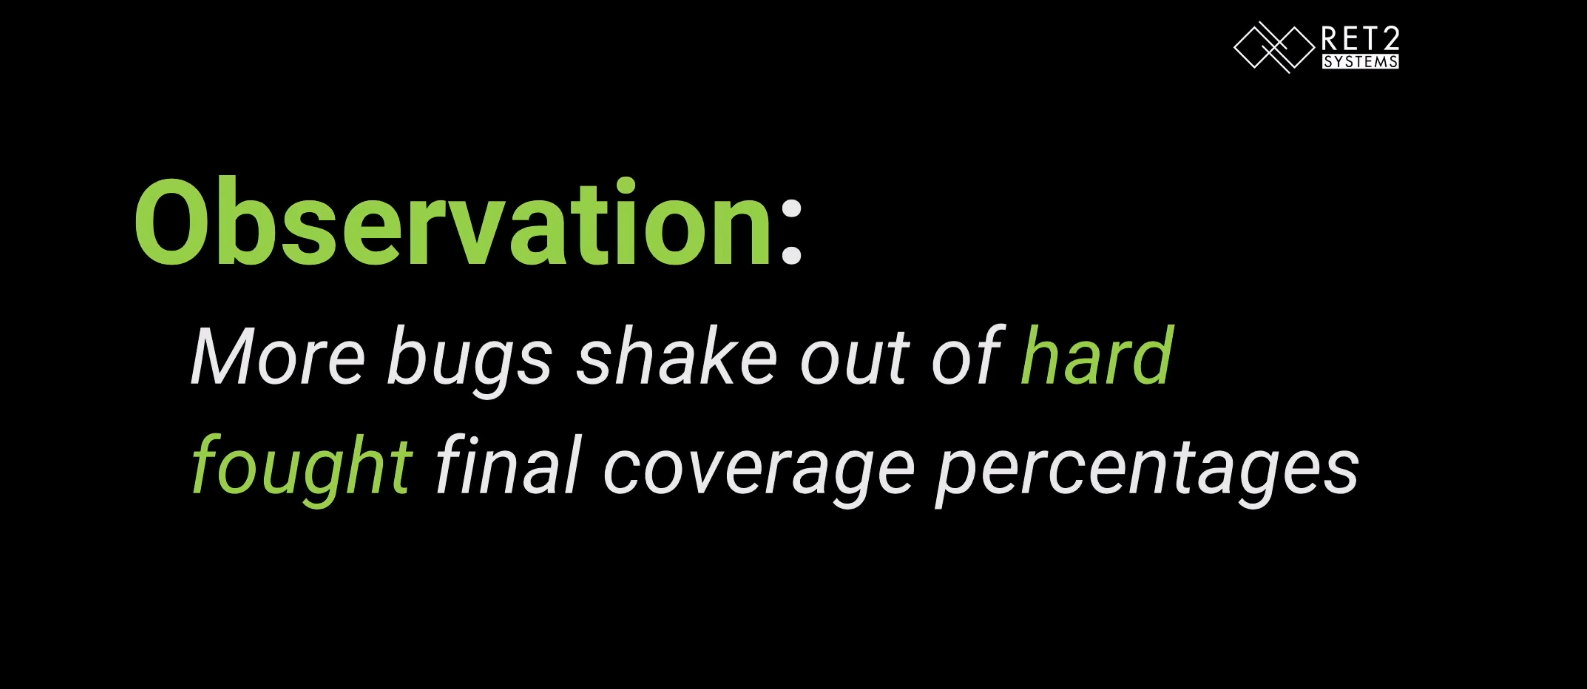 RET2
SYSTEMS
Observation:
More bugs shake out of hard
fought final coverage percentages